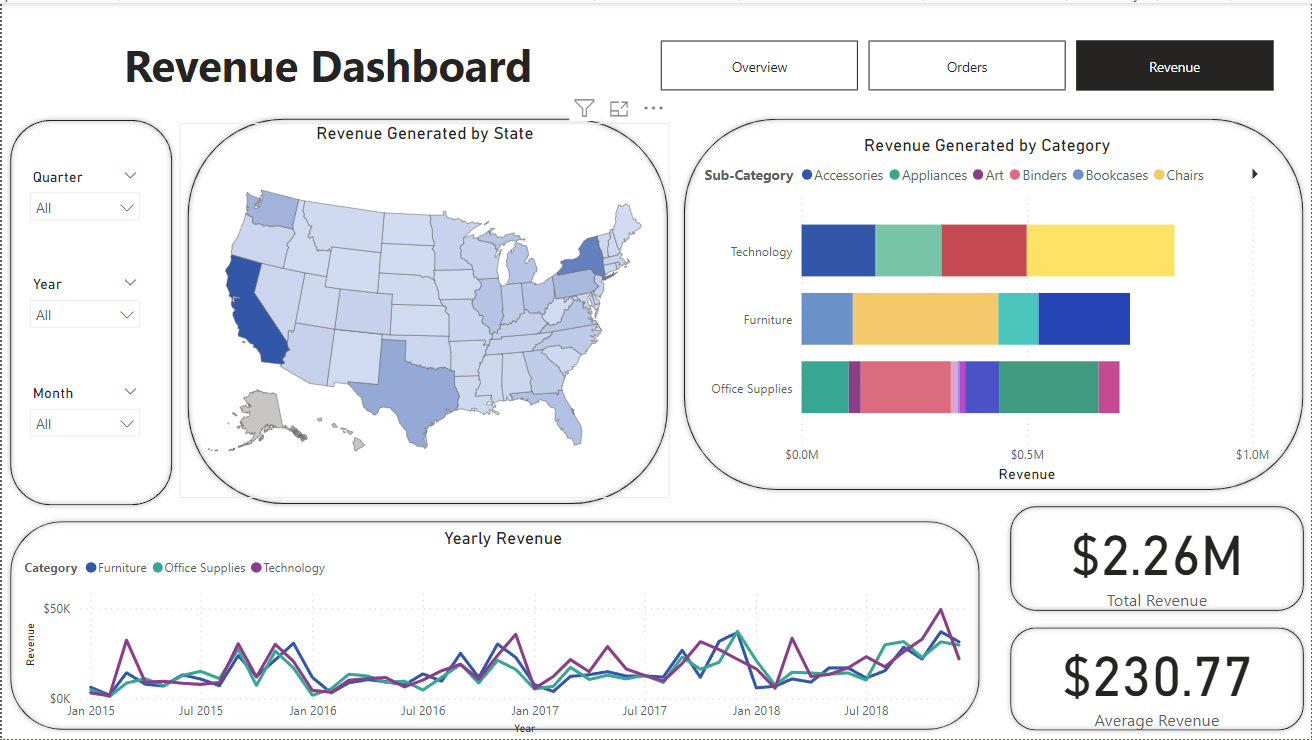 Revenue Dashboard
Overview
Orders
Revenue
Quarter
All
Year
All
Month
All
Revenue Generated by State
Revenue Generated by Category
Sub-Category Accessories Appliances Art Binders Bookcases Chairs
Technology
Furniture
Office Supplies
$0.0M $0.5M $1.0M
Revenue
Yearly Revenue
Category Furniture Office Supplies Technology
$50K
Revenue
$0K
Jan 2015 Jul 2015 Jan 2016 Jul 2016 Jan 2017 Jul 2017 Jan 2018 Jul 2018
Year
$2.26M
Total Revenue
$230.77
Average Revenue